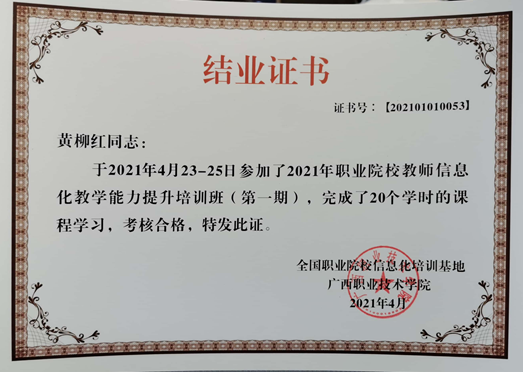 结业证书
证书号：【202101010053】
黄柳红同志：
于2021年4月23-25日参加了2021年职业院校教师信息
化教学能力提升培训班（第一期），完成了20个学时的课
程学习，考核合格，特发此证。
全国职业院校信息化培训基地
广西职业技术学院
2021年4月